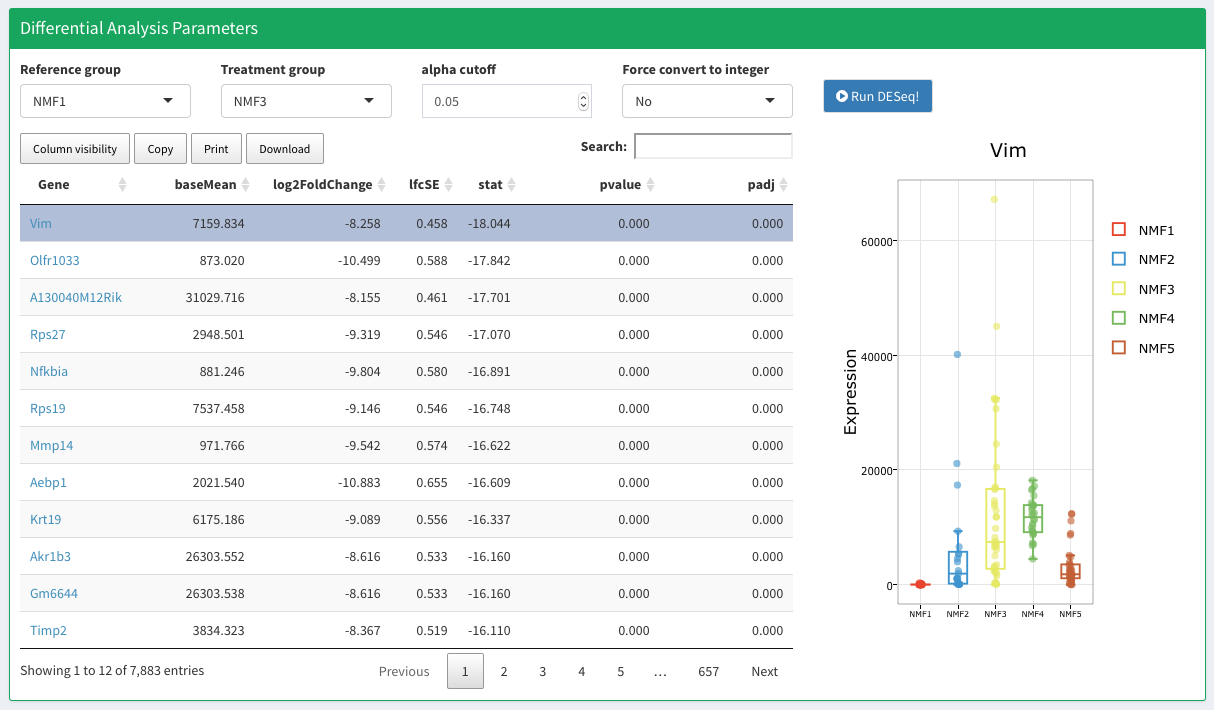 Differential Analysis Parameters
Reference group Treatment group alpha cutoff Force convert to integer
NMF1 NMF3 0.05 No Run DESeq!
Column visibility Copy Print Download Search:
Gene baseMean log2FoldChange lfcSE stat pvalue padj
Vim 7159.834 -8.258 0.458 -18.044 0.000 0.000
Olfr1033 873.020 -10.499 0.588 -17.842 0.000 0.000
A130040M12Rik 31029.716 -8.155 0.461 -17.701 0.000 0.000
Rps27 2948.501 -9.319 0.546 -17.070 0.000 0.000
Nfkbia 881.246 -9.804 0.580 -16.891 0.000 0.000
Rps19 7537.458 -9.146 0.546 -16.748 0.000 0.000
Mmp14 971.766 -9.542 0.574 -16.622 0.000 0.000
Aebp1 2021.540 -10.883 0.655 -16.609 0.000 0.000
Krt19 6175.186 -9.089 0.556 -16.337 0.000 0.000
Akr1b3 26303.552 -8.616 0.533 -16.160 0.000 0.000
Gm6644 26303.538 -8.616 0.533 -16.160 0.000 0.000
Timp2 3834.323 -8.367 0.519 -16.110 0.000 0.000
Showing 1 to 12 of 7,883 entries Previous 1 2 3 4 5 … 657 Next
Vim
Expression
60000
40000
20000
0
NMF1 NMF2 NMF3 NMF4 NMF5
NMF1
NMF2
NMF3
NMF4
NMF5